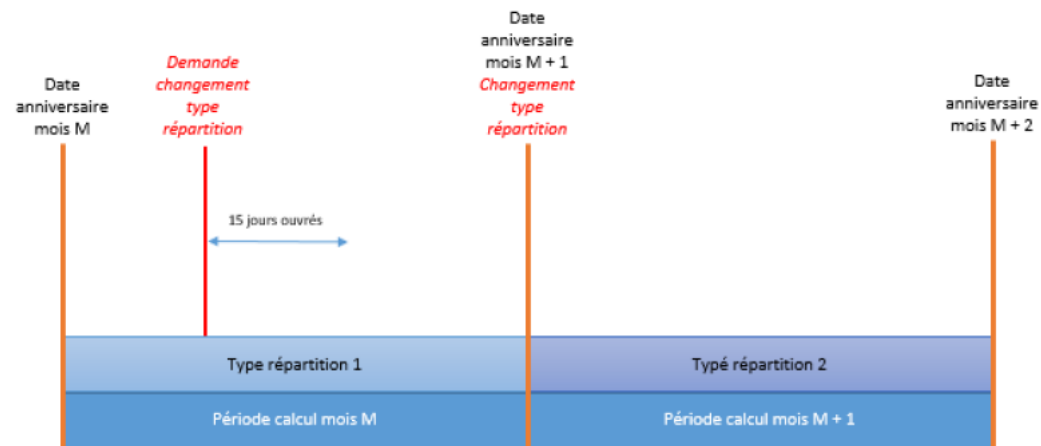 Date
anniversaire
mois M
Demande
changement
type
répartition
Date
anniversaire
mois M + 1
Changement
type
répartition
Date
anniversaire
mois M + 2
15 jours ouvrés
Type répartition 1
Typé répartition 2
Période calcul mois M
Période calcul mois M + 1